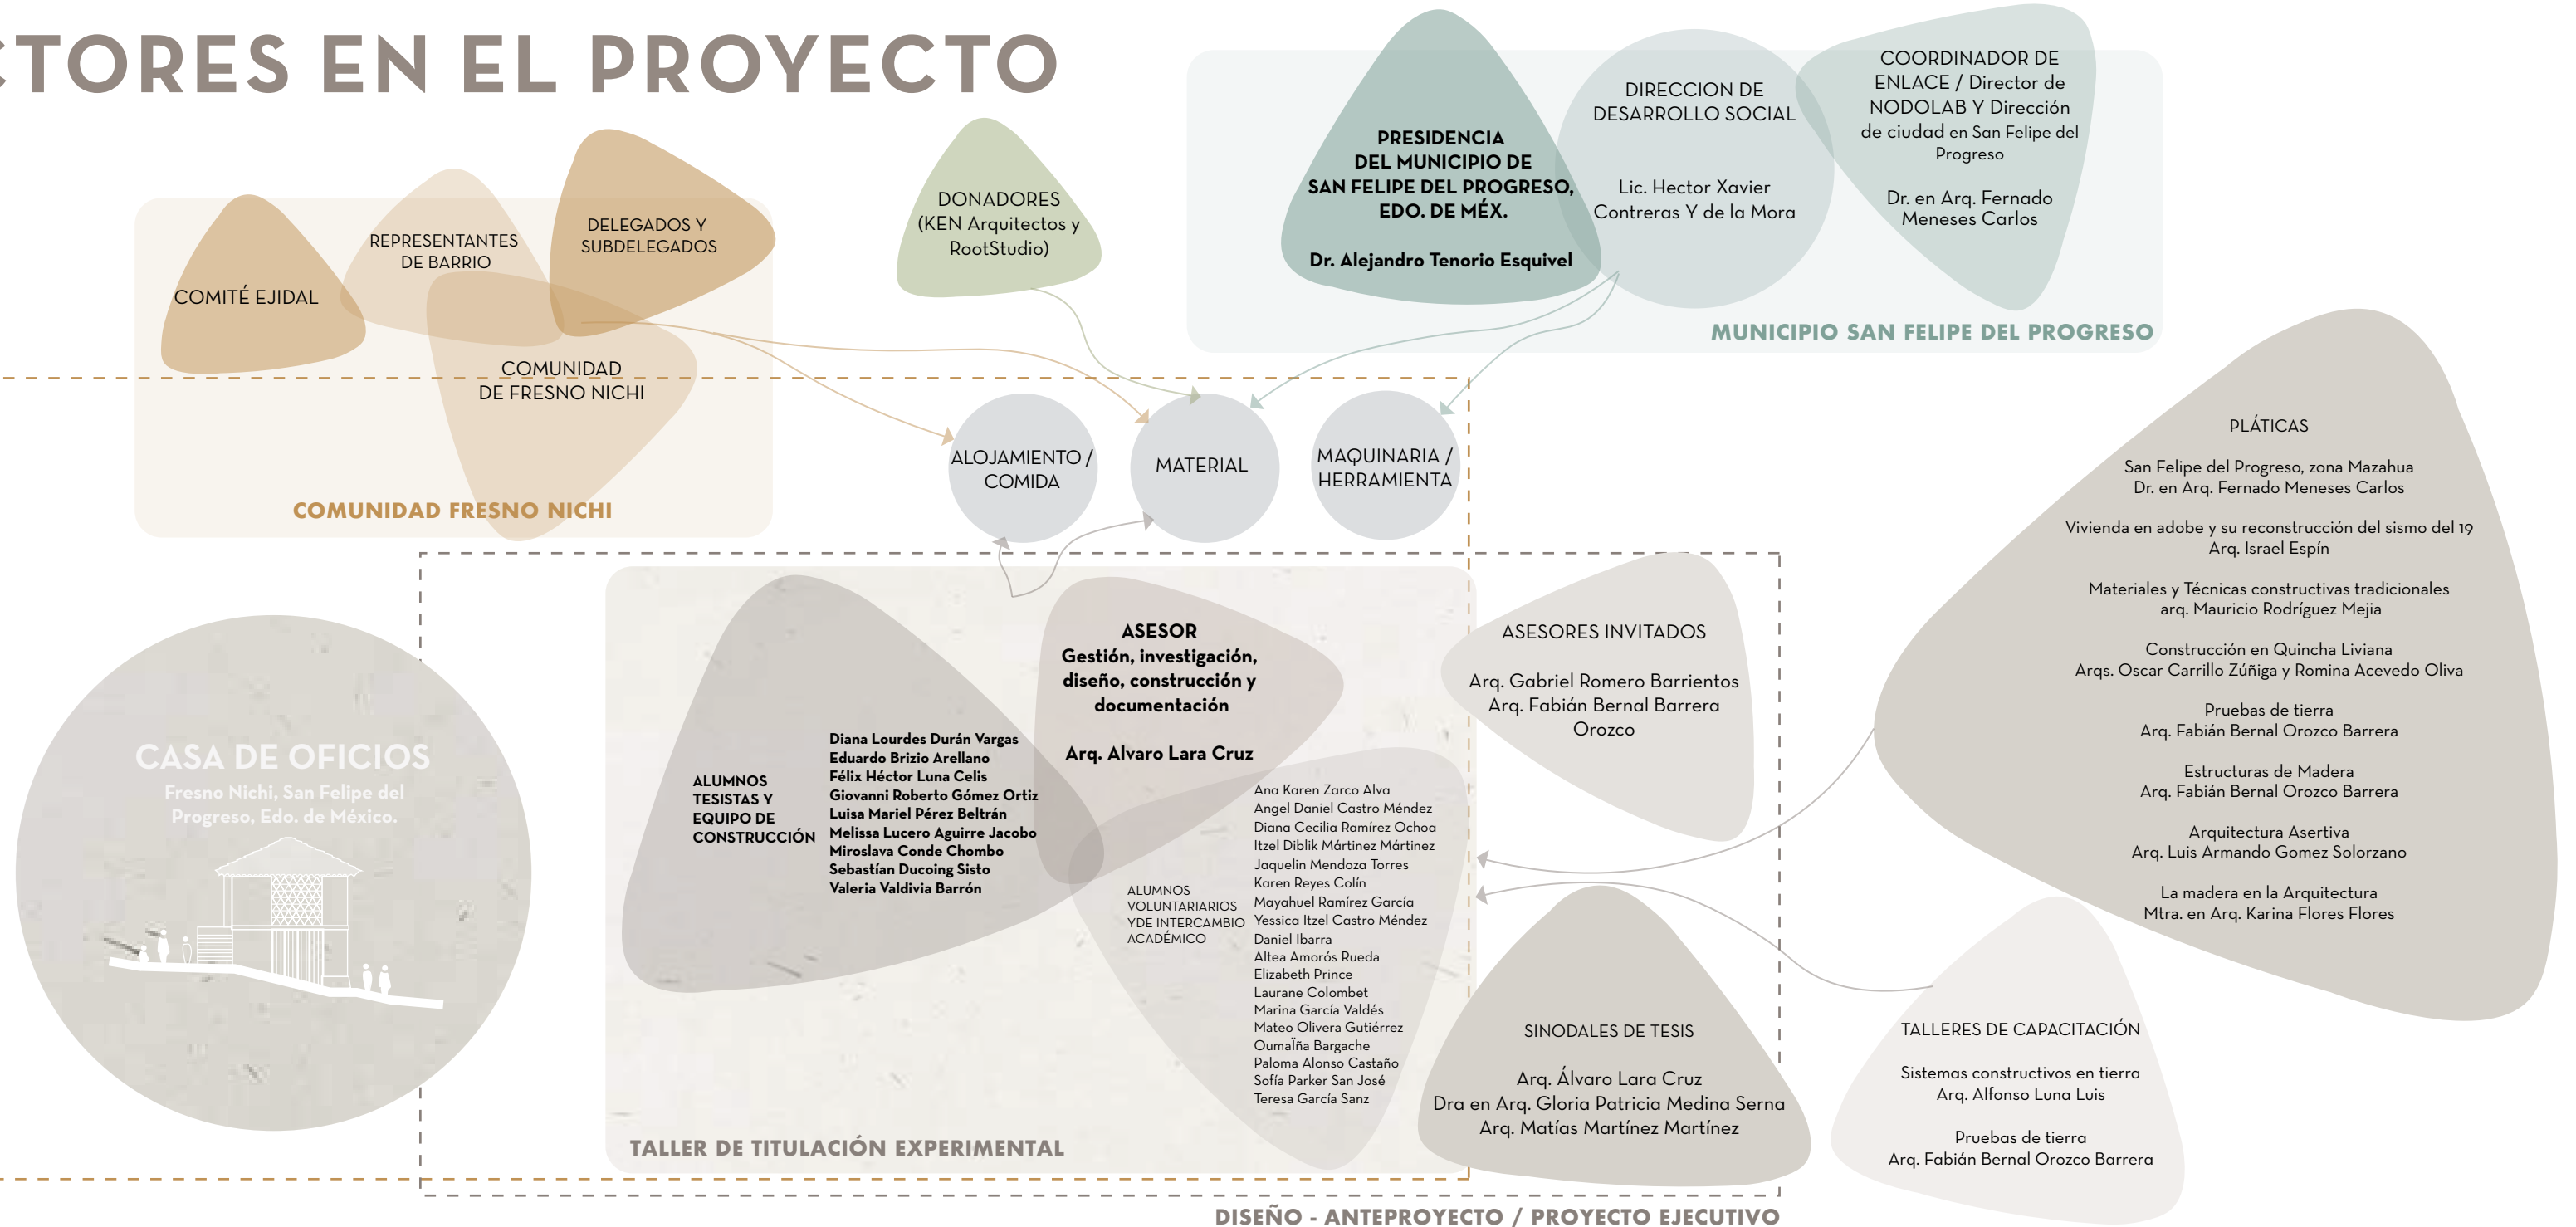 CTORES EN EL PROYECTO
COMITÉ EJIDAL
REPRESENTANTES
DE BARRIO
DELEGADOS Y
SUBDELEGADOS
COMUNIDAD
DE FRESNO NICHI
COMUNIDAD FRESNO NICHI
DONADORES
(KEN Arquitectos y
RootStudio)
PRESIDENCIA
DEL MUNICIPIO DE
SAN FELIPE DEL PROGRESO,
EDO. DE MÉX.
Dr. Alejandro Tenorio Esquivel
DIRECCION DE
DESARROLLO SOCIAL
Lic. Hector Xavier
Contreras Y de la Mora
COORDINADOR DE
ENLACE / Director de
NODOLAB Y Dirección
de ciudad en San Felipe del
Progreso
Dr. en Arq. Fernado
Meneses Carlos
MUNICIPIO SAN FELIPE DEL PROGRESO
ALOJAMIENTO /
COMIDA
MATERIAL
MAQUINARIA /
HERRAMIENTA
CASA DE OFICIOS
Fresno Nichi, San Felipe del
Progreso, Edo. de México.
ALUMNOS
TESISTAS Y
EQUIPO DE
CONSTRUCCIÓN
Diana Lourdes Durán Vargas
Eduardo Brizio Arellano
Félix Héctor Luna Celis
Giovanni Roberto Gómez Ortiz
Luisa Mariel Pérez Beltrán
Melissa Lucero Aguirre Jacobo
Miroslava Conde Chombo
Sebastían Ducoing Sisto
Valeria Valdivia Barrón
ASESOR
Gestión, investigación,
diseño, construcción y
documentación
Arq. Alvaro Lara Cruz
ALUMNOS
VOLUNTARIARIOS
YDE INTERCAMBIO
ACADÉMICO
Ana Karen Zarco Alva
Angel Daniel Castro Méndez
Diana Cecilia Ramírez Ochoa
Itzel Diblik Mártinez Mártinez
Jaquelin Mendoza Torres
Karen Reyes Colín
Mayahuel Ramírez García
Yessica Itzel Castro Méndez
Daniel Ibarra
Altea Amorós Rueda
Elizabeth Prince
Laurane Colombet
Marina García Valdés
Mateo Olivera Gutiérrez
OumaÏña Bargache
Paloma Alonso Castaño
Sofía Parker San José
Teresa García Sanz
TALLER DE TITULACIÓN EXPERIMENTAL
ASESORES INVITADOS
Arq. Gabriel Romero Barrientos
Arq. Fabián Bernal Barrera
Orozco
SINODALES DE TESIS
Arq. Álvaro Lara Cruz
Dra en Arq. Gloria Patricia Medina Serna
Arq. Matías Martínez Martínez
DISEÑO - ANTEPROYECTO / PROYECTO EJECUTIVO
PLÁTICAS
San Felipe del Progreso, zona Mazahua
Dr. en Arq. Fernado Meneses Carlos
Vivienda en adobe y su reconstrucción del sismo del 19
Arq. Israel Espín
Materiales y Técnicas constructivas tradicionales
arq. Mauricio Rodríguez Mejia
Construcción en Quincha Liviana
Arqs. Oscar Carrillo Zúñiga y Romina Acevedo Oliva
Pruebas de tierra
Arq. Fabián Bernal Orozco Barrera
Estructuras de Madera
Arq. Fabián Bernal Orozco Barrera
Arquitectura Asertiva
Arq. Luis Armando Gomez Solorzano
La madera en la Arquitectura
Mtra. en Arq. Karina Flores Flores
TALLERES DE CAPACITACIÓN
Sistemas constructivos en tierra
Arq. Alfonso Luna Luis
Pruebas de tierra
Arq. Fabián Bernal Orozco Barrera